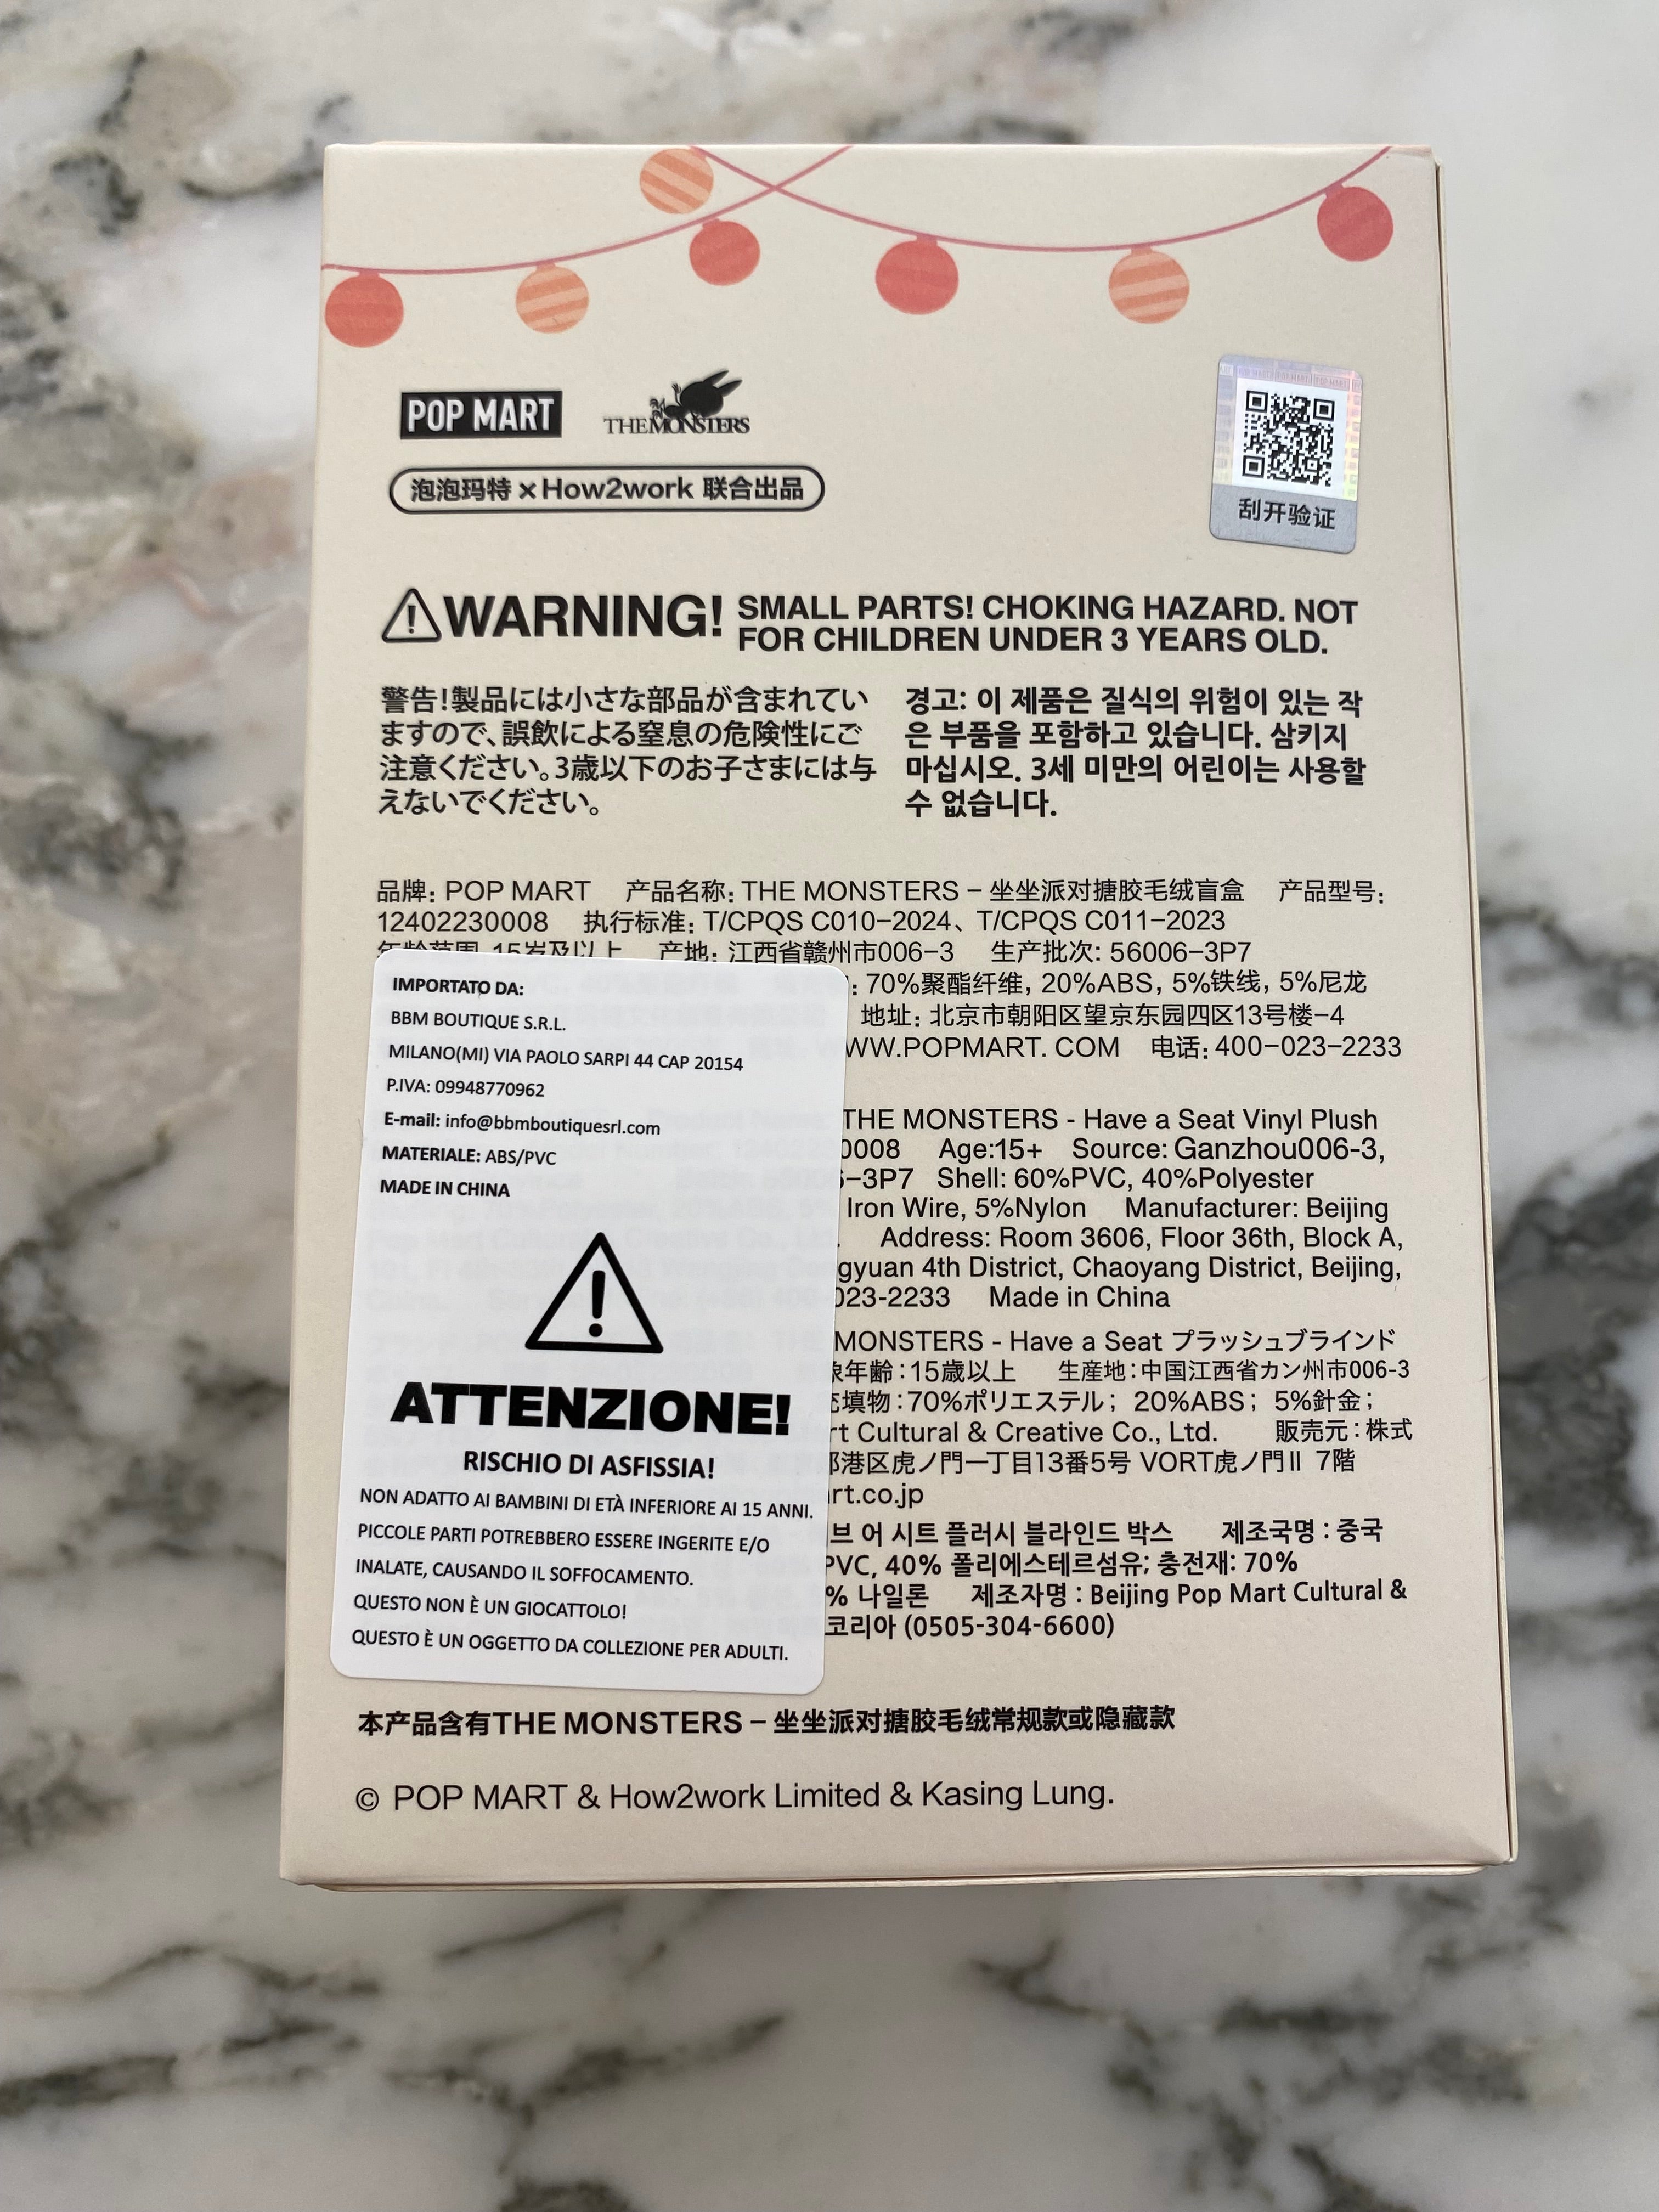 POP MART
THE MONSTERS
泡泡玛特 × How2work 联合出品
刮开验证
WARNING! SMALL PARTS! CHOKING HAZARD. NOT
FOR CHILDREN UNDER 3 YEARS OLD.
警告!製品には小さな部品が含まれてい
ますので、誤飲による窒息の危険性にご
注意ください。3歳以下のお子さまには与
えないでください。
경고: 이 제품은 질식의 위험이 있는 작
은 부품을 포함하고 있습니다. 삼키지
마십시오. 3세 미만의 어린이는 사용할
수 없습니다.
品牌: POP MART 产品名称: THE MONSTERS – 坐坐派对搪胶毛绒盲盒 产品型号:
12402230008 执行标准: T/CPQS C010–2024、T/CPQS C011–2023
年龄范围: 15岁及以上 产地: 江西省赣州市006–3 生产批次: 56006–3P7
: 70%聚酯纤维, 20%ABS, 5%铁线, 5%尼龙
地址: 北京市朝阳区望京东园四区13号楼–4
WWW.POPMART. COM 电话: 400–023–2233
THE MONSTERS - Have a Seat Vinyl Plush
0008 Age:15+ Source: Ganzhou006-3,
–3P7 Shell: 60%PVC, 40%Polyester
Iron Wire, 5%Nylon Manufacturer: Beijing
. Address: Room 3606, Floor 36th, Block A,
gyuan 4th District, Chaoyang District, Beijing,
023-2233 Made in China
MONSTERS - Have a Seat プラッシュブラインド
象年齢:15歳以上 生産地:中国江西省カン州市006-3
充填物:70%ポリエステル; 20%ABS; 5%針金;
rt Cultural & Creative Co., Ltd. 販売元:株式
都港区虎ノ門一丁目13番5号 VORT虎ノ門II 7階
rt.co.jp
브 어 시트 플러시 블라인드 박스 제조국명 : 중국
PVC, 40% 폴리에스테르섬유; 충전재: 70%
% 나일론 제조자명 : Beijing Pop Mart Cultural &
코리아 (0505-304-6600)
IMPORTATO DA:
BBM BOUTIQUE S.R.L.
MILANO(MI) VIA PAOLO SARPI 44 CAP 20154
P.IVA: 09948770962
E-mail: info@bbmboutiquesrl.com
MATERIALE: ABS/PVC
MADE IN CHINA
ATTENZIONE!
RISCHIO DI ASFISSIA!
NON ADATTO AI BAMBINI DI ETÀ INFERIORE AI 15 ANNI.
PICCOLE PARTI POTREBBERO ESSERE INGERITE E/O
INALATE, CAUSANDO IL SOFFOCAMENTO.
QUESTO NON È UN GIOCATTOLO!
QUESTO È UN OGGETTO DA COLLEZIONE PER ADULTI.
本产品含有THE MONSTERS – 坐坐派对搪胶毛绒常规款或隐藏款
© POP MART & How2work Limited & Kasing Lung.